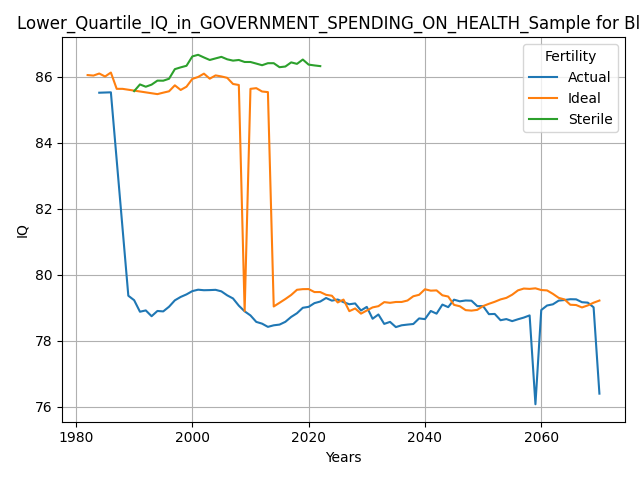 Lower_Quartile_IQ_in_GOVERNMENT_SPENDING_ON_HEALTH_Sample for Bl
Fertility
Actual
Ideal
Sterile
IQ
86
84
82
80
78
76
1980
2000
2020
2040
2060
Years